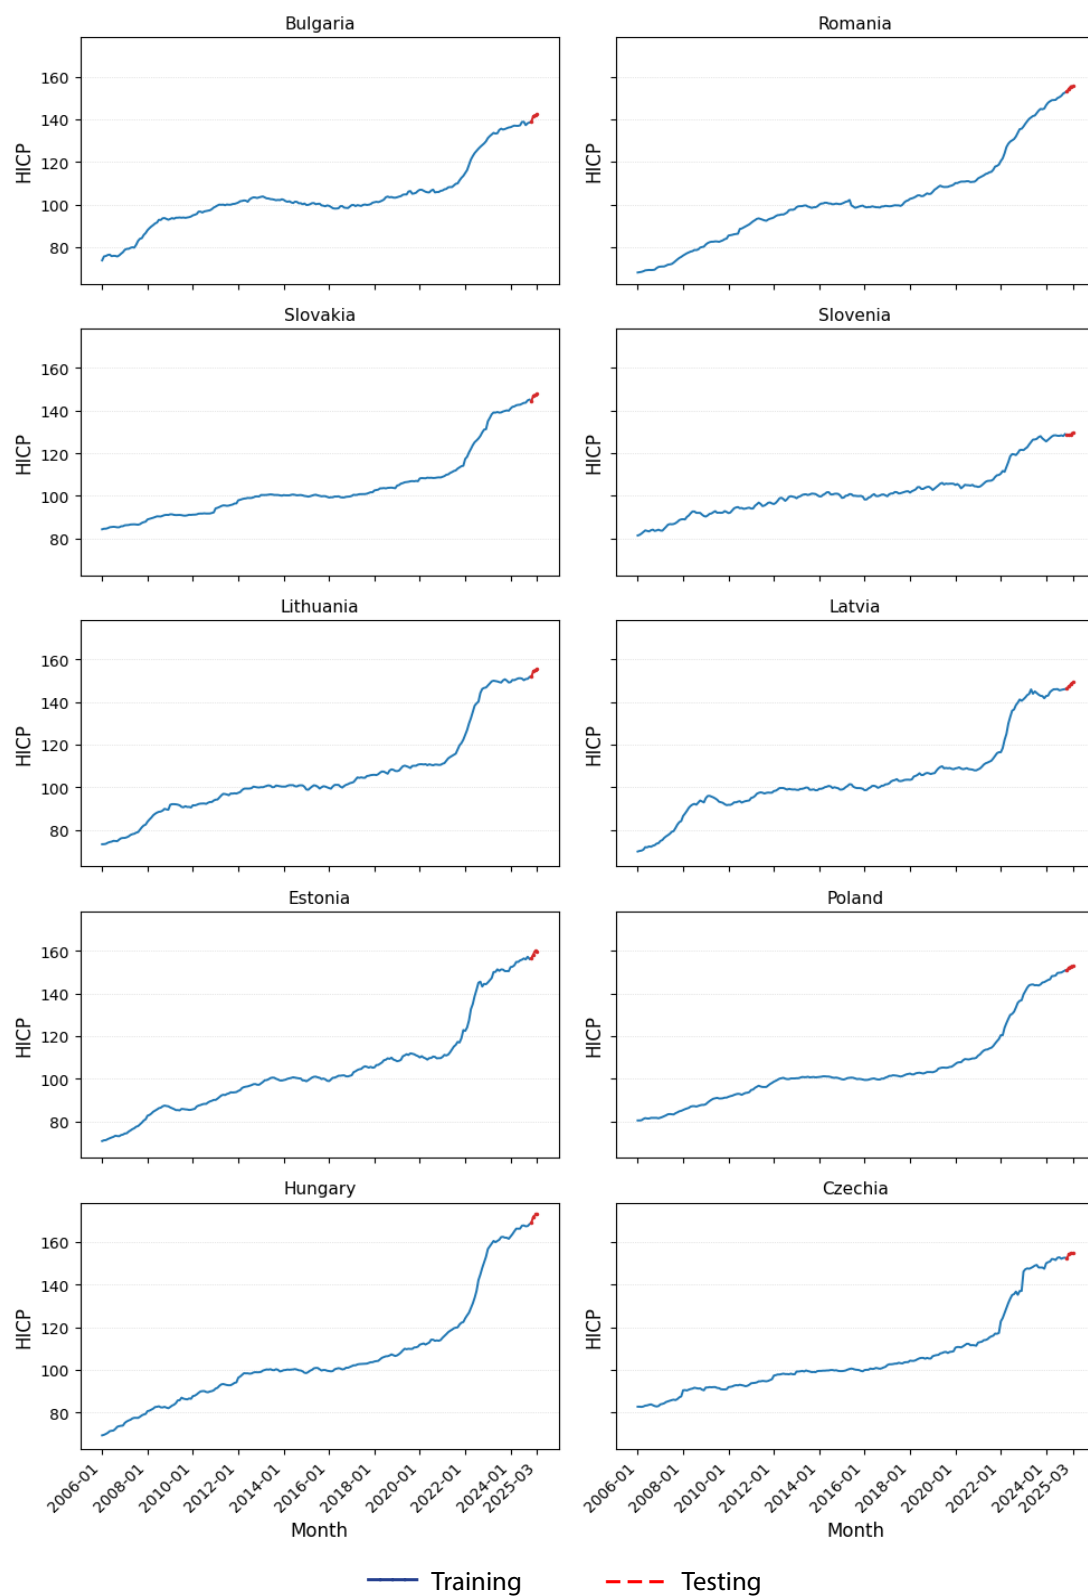 Bulgaria
Romania
160
140
120
100
80
HICP
HICP
Slovakia
Slovenia
160
140
120
100
80
HICP
HICP
Lithuania
Latvia
160
140
120
100
80
HICP
HICP
Estonia
Poland
160
140
120
100
80
HICP
HICP
Hungary
Czechia
160
140
120
100
80
HICP
HICP
2006-01
2008-01
2010-01
2012-01
2014-01
2016-01
2018-01
2020-01
2022-01
2024-01
2025-03
2006-01
2008-01
2010-01
2012-01
2014-01
2016-01
2018-01
2020-01
2022-01
2024-01
2025-03
Month
Month
Training
Testing